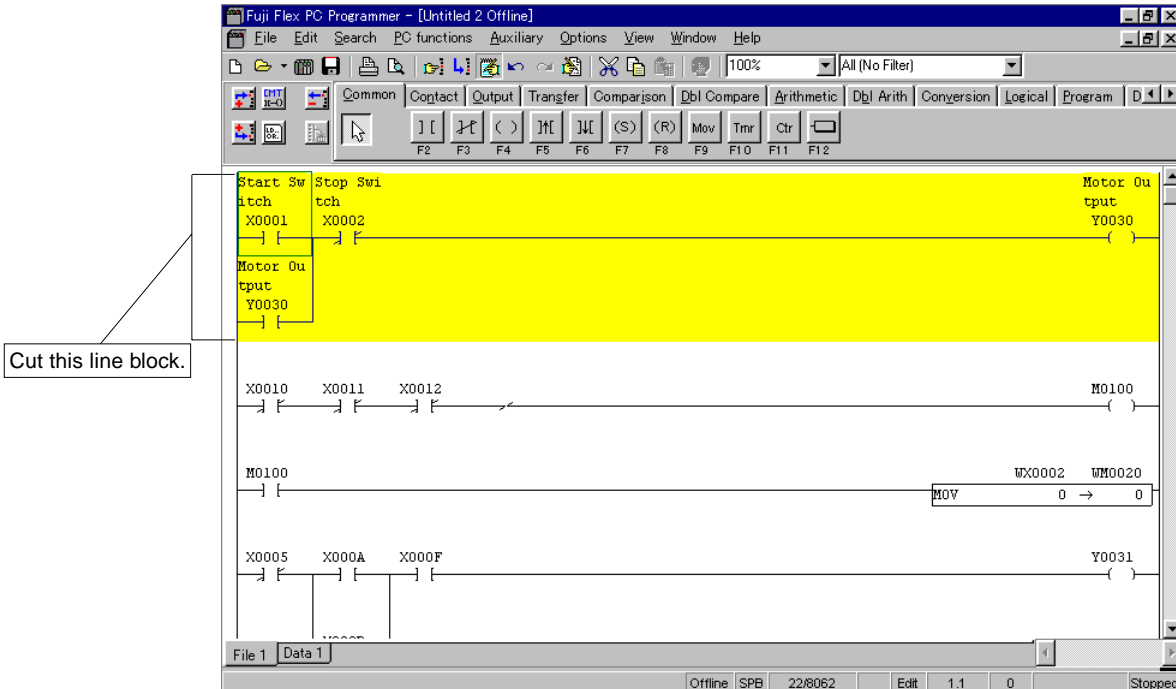 Fuji Flex PC Programmer - [Untitled 2 Offline]
File Edit Search PC functions Auxiliary Options View Window Help
100% All (No Filter)
CMT Common Contact Output Transfer Comparison Dbl Compare Arithmetic Dbl Arith Conversion Logical Program D
LD.. OR. (S) (R) Mov Tmr Ctr
F2 F3 F4 F5 F6 F7 F8 F9 F10 F11 F12
Start Sw Stop Swi Motor Ou
itch tch tput
X0001 X0002 Y0030
Motor Ou
tput
Y0030
Cut this line block.
X0010 X0011 X0012 M0100
M0100 WX0002 WM0020
MOV 0 → 0
X0005 X000A X000F Y0031
File 1 Data 1
Offline SPB 22/8062 Edit 1.1 0 Stopped